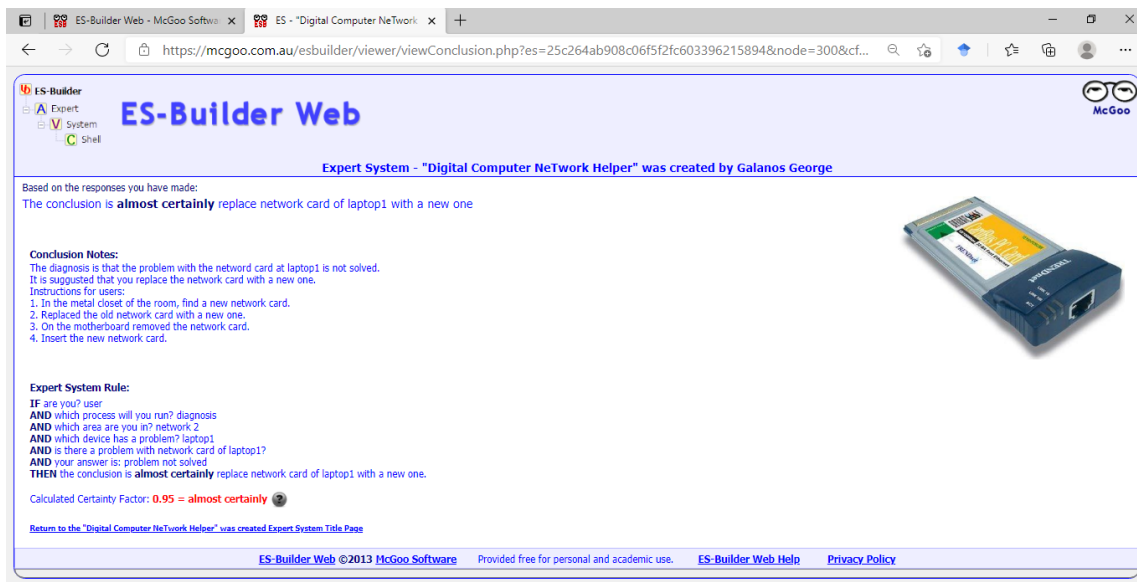 ES-Builder Web - McGoo Softwa
ES - "Digital Computer NeTwork
https://mcgoo.com.au/esbuilder/viewer/viewConclusion.php?es=25c264ab908c06f5f2fc603396215894&node=300&cf...
ES-Builder
A Expert
V System
C Shell
ES-Builder Web
McGoo
Expert System - "Digital Computer NeTwork Helper" was created by Galanos George
Based on the responses you have made:
The conclusion is almost certainly replace network card of laptop1 with a new one
Conclusion Notes:
The diagnosis is that the problem with the netword card at laptop1 is not solved.
It is suggusted that you replace the network card with a new one.
Instructions for users:
1. In the metal closet of the room, find a new network card.
2. Replaced the old network card with a new one.
3. On the motherboard removed the network card.
4. Insert the new network card.
TRENDnet
Expert System Rule:
IF are you? user
AND which process will you run? diagnosis
AND which area are you in? network 2
AND which device has a problem? laptop1
AND is there a problem with network card of laptop1?
AND your answer is: problem not solved
THEN the conclusion is almost certainly replace network card of laptop1 with a new one.
Calculated Certainty Factor: 0.95 = almost certainly ?
Return to the "Digital Computer NeTwork Helper" was created Expert System Title Page
ES-Builder Web ©2013 McGoo Software Provided free for personal and academic use. ES-Builder Web Help Privacy Policy